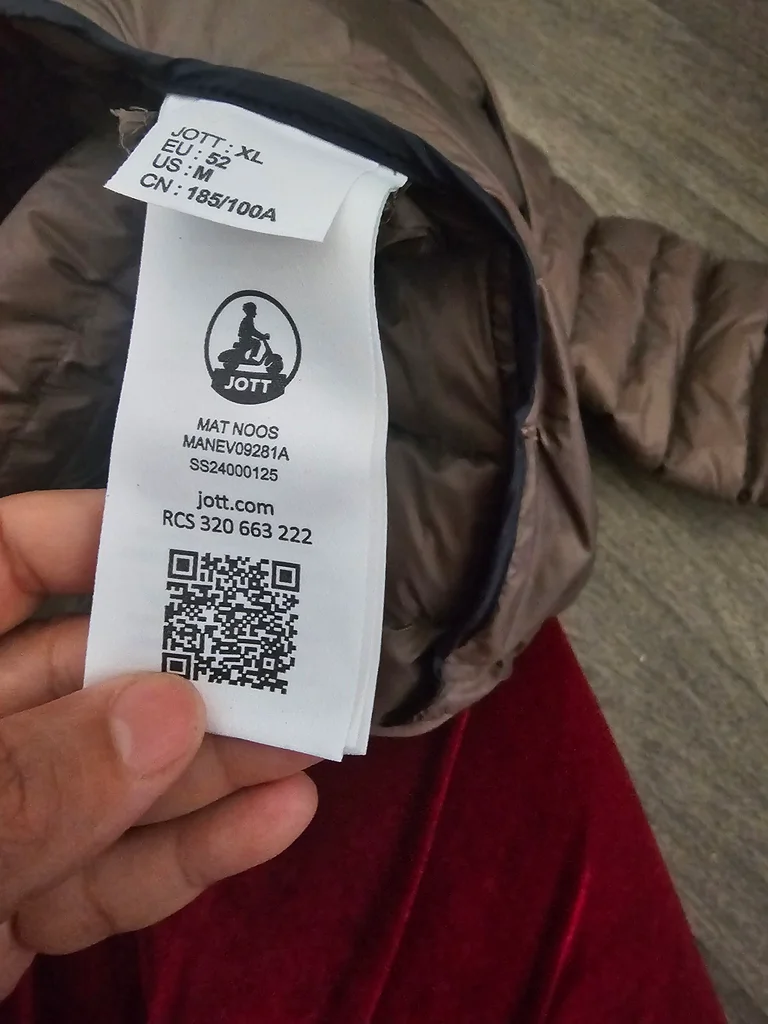 JOTT : XL
EU : 52
US : M
CN : 185/100A
JOTT
MAT NOOS
MANEV09281A
SS24000125
jott.com
RCS 320 663 222